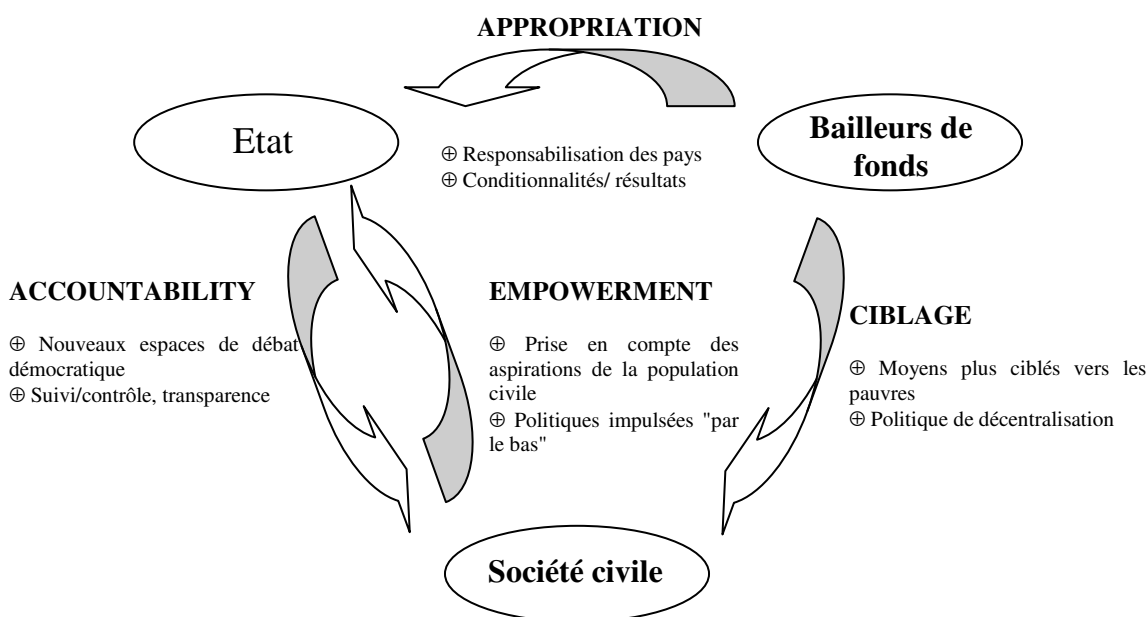 APPROPRIATION
Etat
Bailleurs de
fonds
⊕ Responsabilisation des pays
⊕ Conditionnalités/ résultats
ACCOUNTABILITY
⊕ Nouveaux espaces de débat
démocratique
⊕ Suivi/contrôle, transparence
EMPOWERMENT
⊕ Prise en compte des
aspirations de la population
civile
⊕ Politiques impulsées "par
le bas"
CIBLAGE
⊕ Moyens plus ciblés vers les
pauvres
⊕ Politique de décentralisation
Société civile